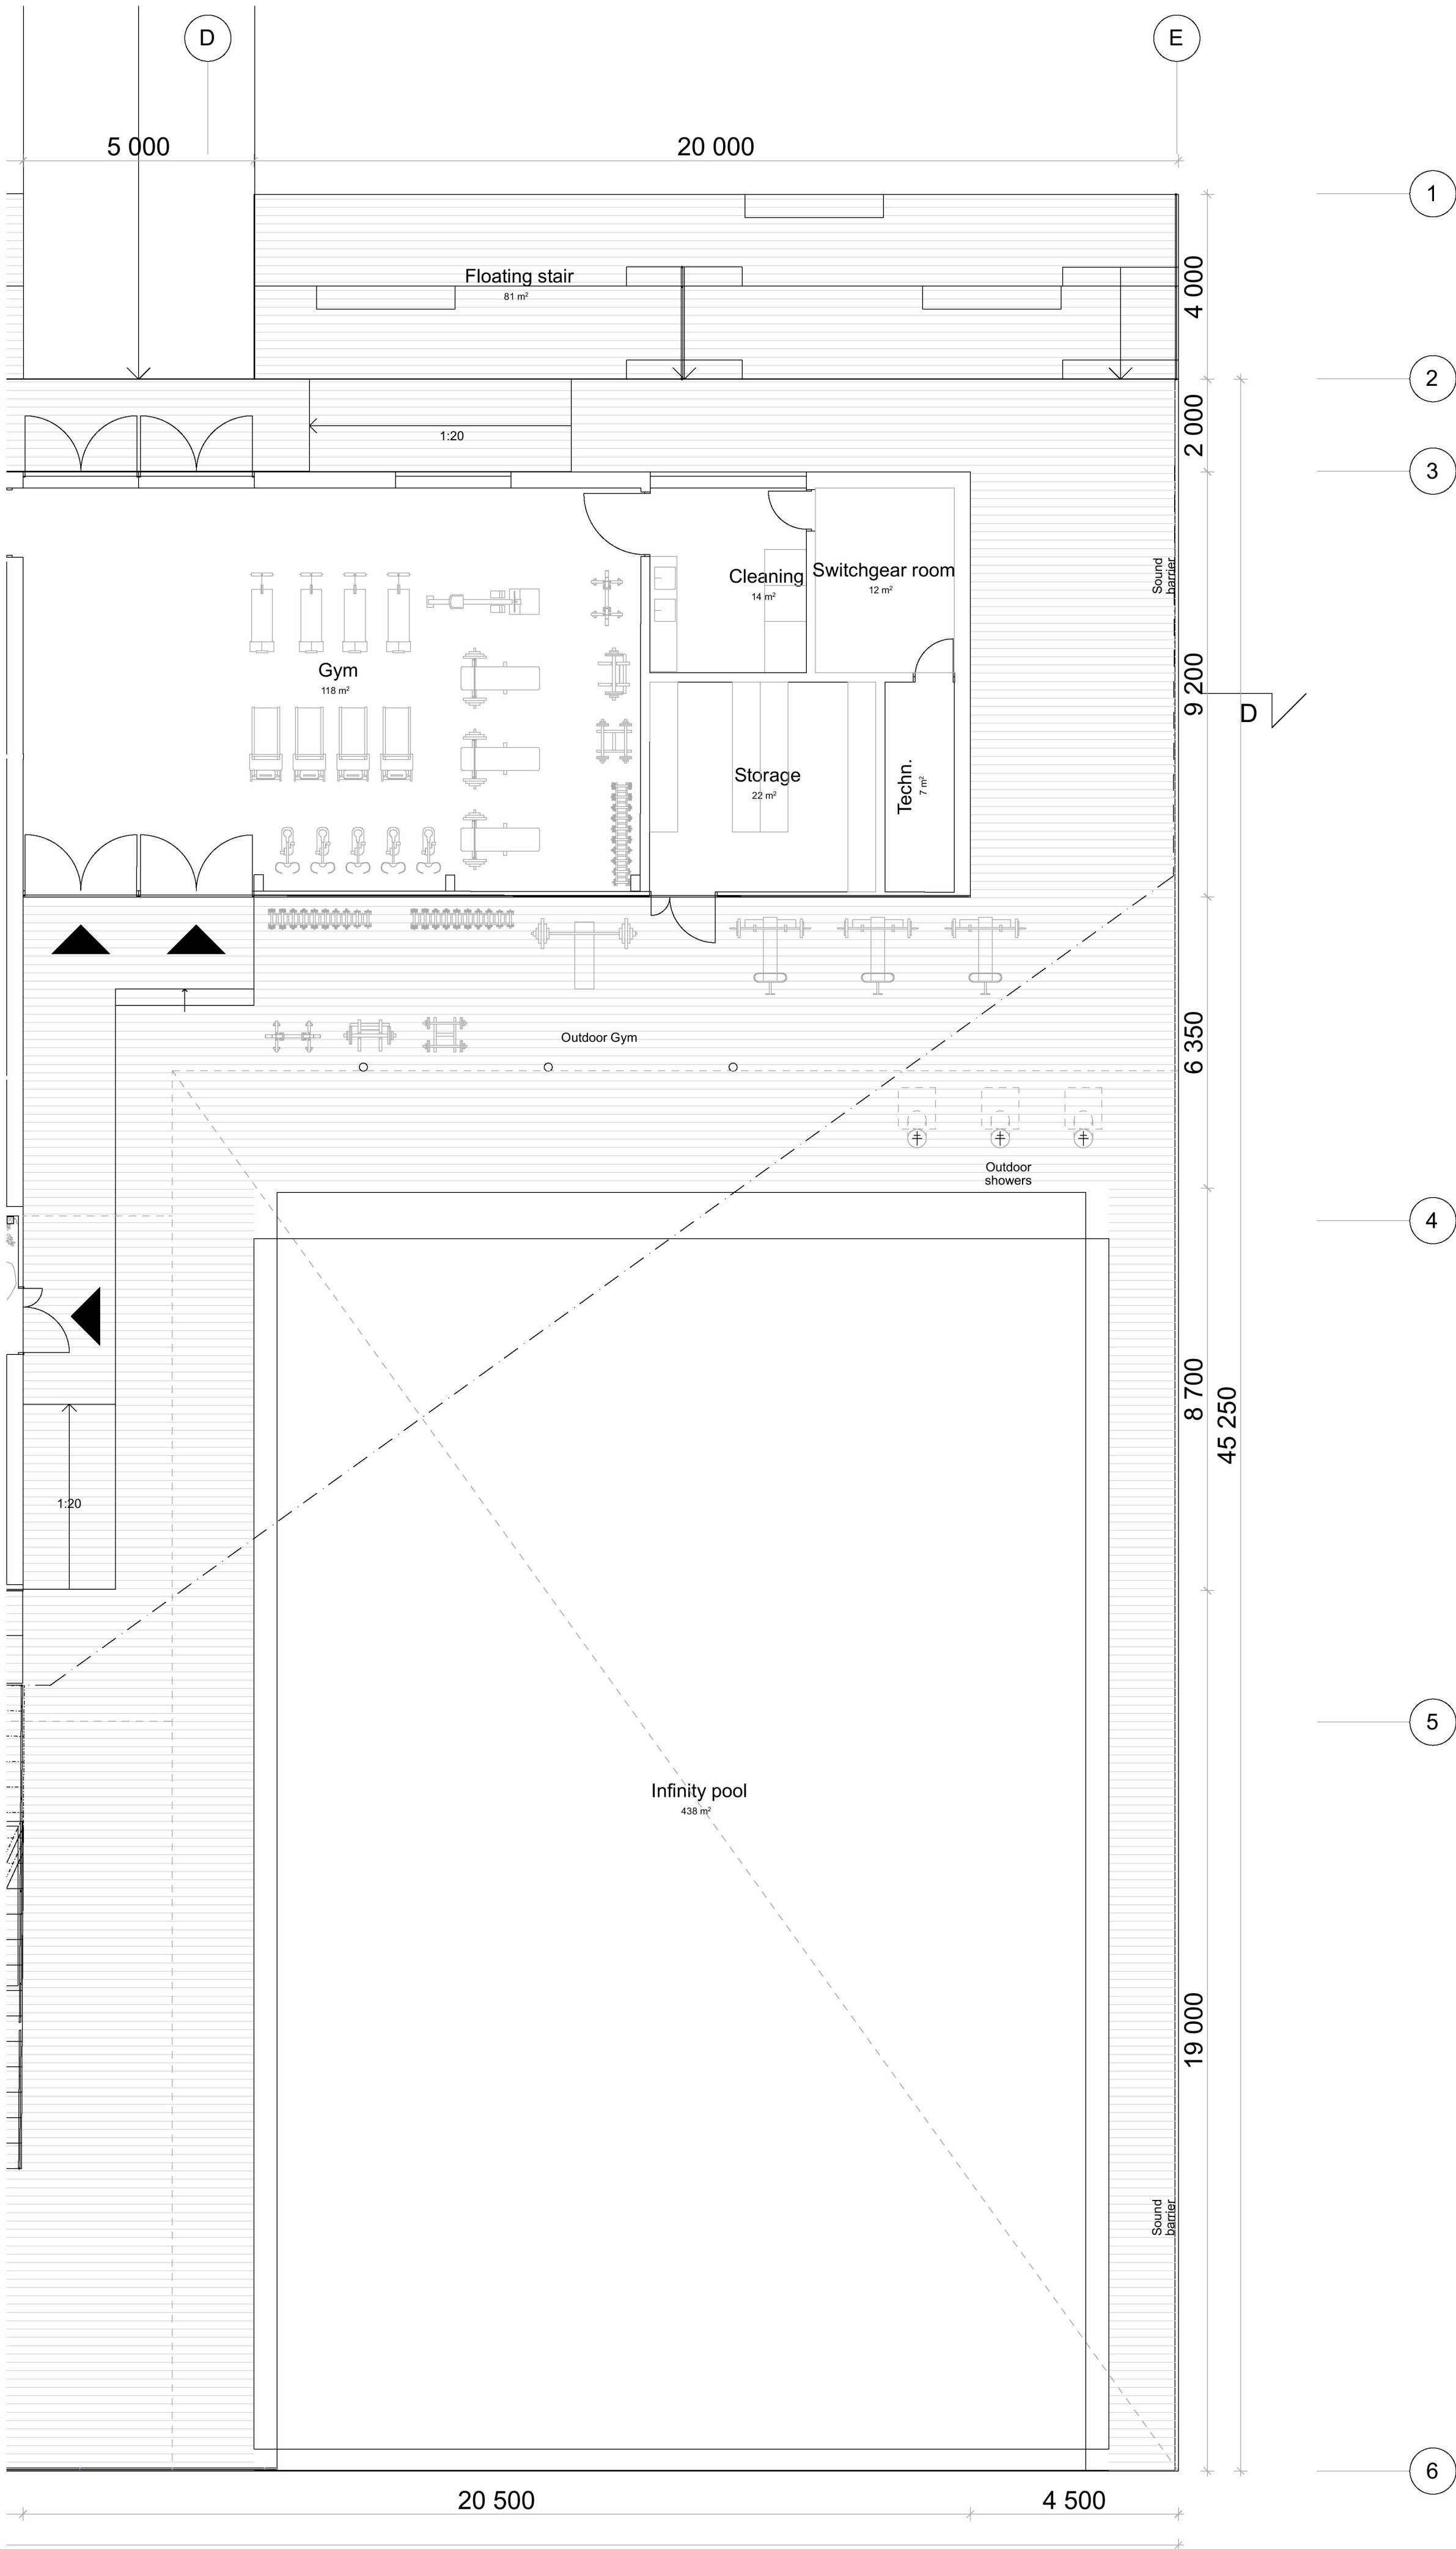 D
E
5 000
20 000
1
Floating stair
81 m²
4 000
2
2 000
1:20
3
Sound
barrier
Cleaning
14 m²
Switchgear room
12 m²
Gym
118 m²
9 200
D
Storage
22 m²
Techn.
7 m²
Outdoor Gym
6 350
Outdoor
showers
4
8 700
45 250
1:20
5
Infinity pool
438 m²
19 000
Sound
barrier
6
20 500
4 500